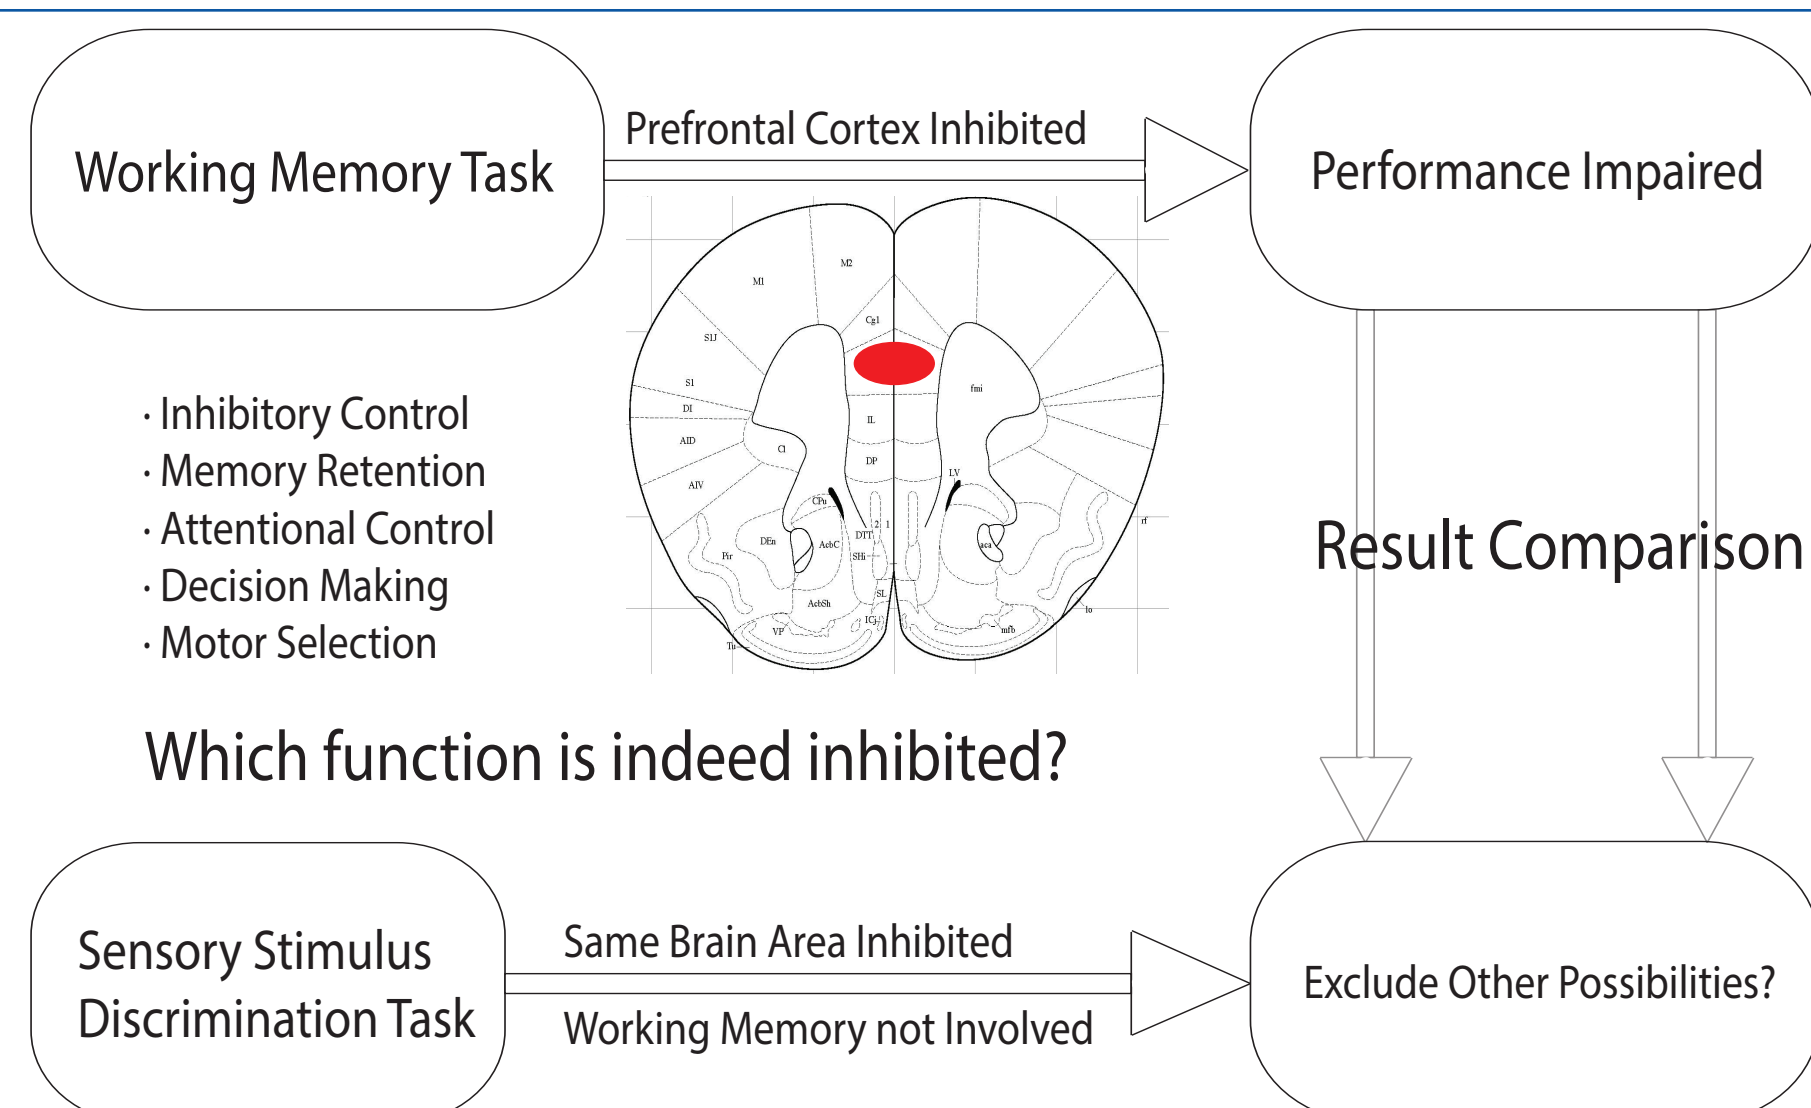 Working Memory Task
Prefrontal Cortex Inhibited
Performance Impaired
M2
M1
Cg1
S1J
S1
DI
AID
AIV
Cl
fmi
IL
DP
LV
CPu
2 1
DTT
rf
DEn
Pir
AcbC
SHi
aca
SL
AcbSh
ICj
VP
mfb
lo
Tu
· Inhibitory Control
· Memory Retention
· Attentional Control
· Decision Making
· Motor Selection
Result Comparison
Which function is indeed inhibited?
Sensory Stimulus
Discrimination Task
Same Brain Area Inhibited
Working Memory not Involved
Exclude Other Possibilities?